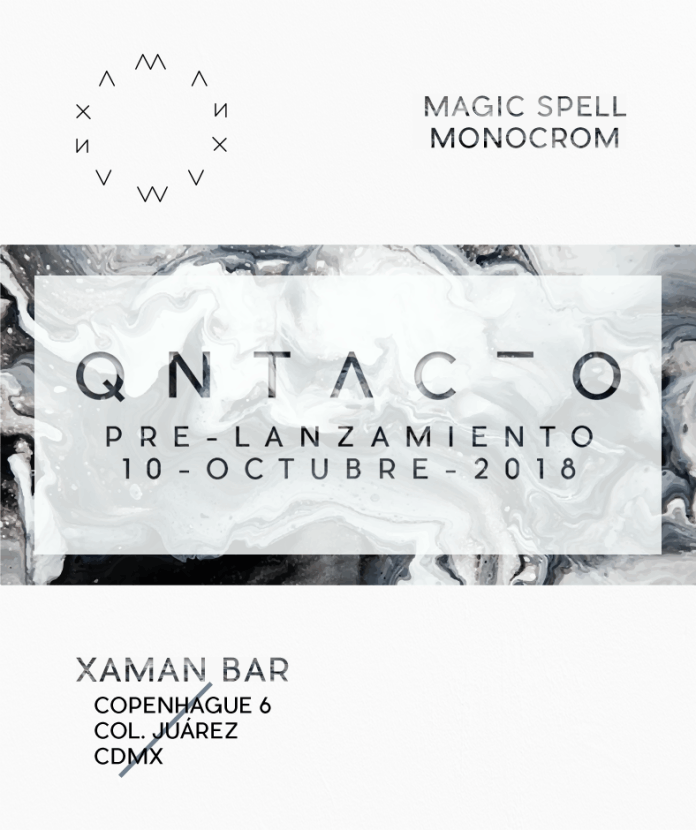 MAGIC SPELL
MONOCROM
QNTACTO
PRE-LANZAMIENTO
10-OCTUBRE-2018
XAMAN BAR
COPENHAGUE 6
COL. JUÁREZ
CDMX